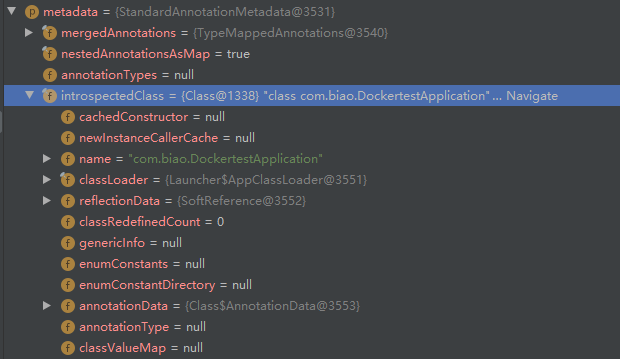 p metadata = {StandardAnnotationMetadata@3531}
f mergedAnnotations = {TypeMappedAnnotations@3540}
f nestedAnnotationsAsMap = true
f annotationTypes = null
f introspectedClass = {Class@1338} "class com.biao.DockertestApplication"... Navigate
f cachedConstructor = null
f newInstanceCallerCache = null
f name = "com.biao.DockertestApplication"
f classLoader = {Launcher$AppClassLoader@3551}
f reflectionData = {SoftReference@3552}
f classRedefinedCount = 0
f genericInfo = null
f enumConstants = null
f enumConstantDirectory = null
f annotationData = {Class$AnnotationData@3553}
f annotationType = null
f classValueMap = null